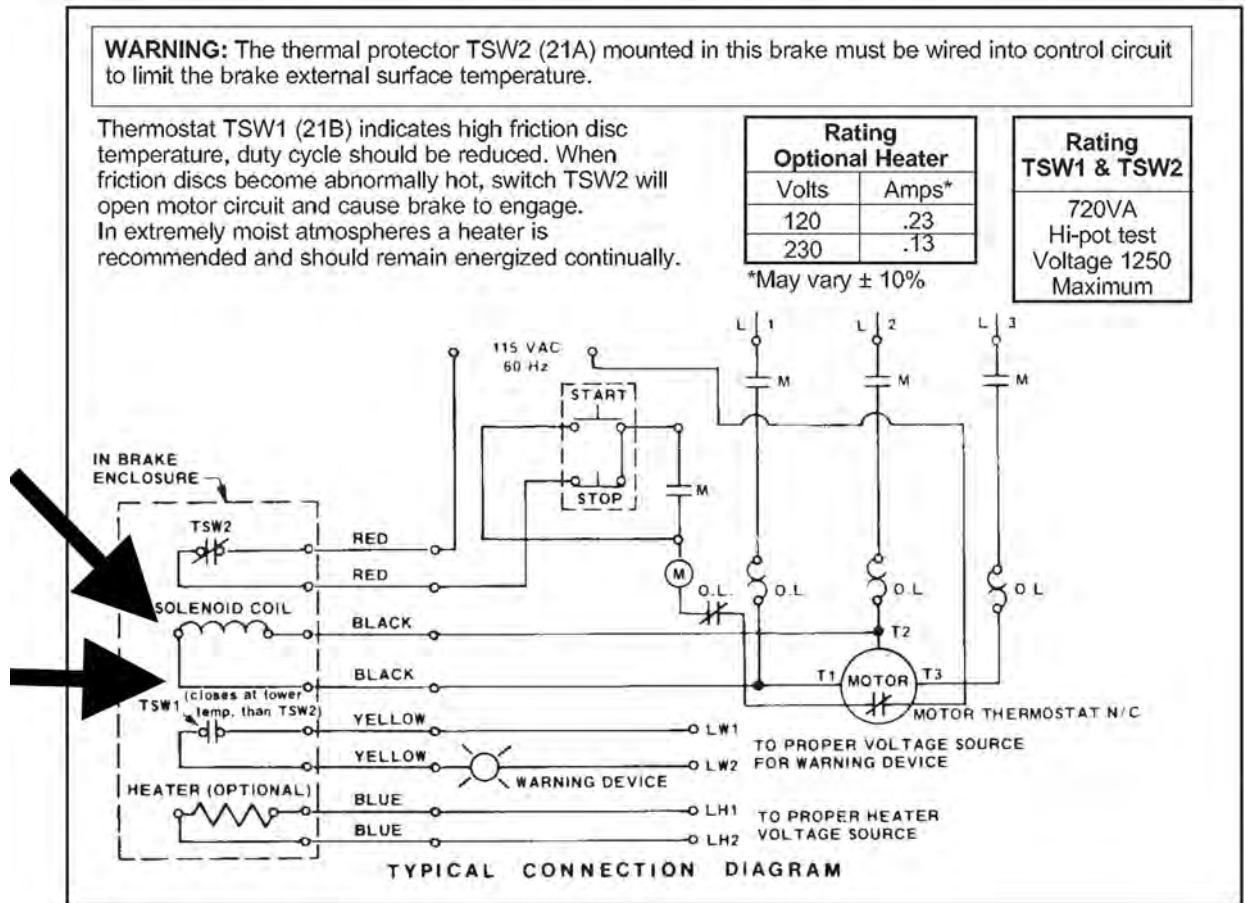 WARNING: The thermal protector TSW2 (21A) mounted in this brake must be wired into control circuit
to limit the brake external surface temperature.
Thermostat TSW1 (21B) indicates high friction disc
temperature, duty cycle should be reduced. When
friction discs become abnormally hot, switch TSW2 will
open motor circuit and cause brake to engage.
In extremely moist atmospheres a heater is
recommended and should remain energized continually.
Rating
Optional Heater
Volts Amps*
120 .23
230 .13
*May vary ± 10%
Rating
TSW1 & TSW2
720VA
Hi-pot test
Voltage 1250
Maximum
L 1
L 2
L 3
115 VAC
60 Hz
M
M
M
START
STOP
M
IN BRAKE
ENCLOSURE
TSW2
RED
RED
M
O.L.
O.L
O.L
O.L
SOLENOID COIL
BLACK
T2
BLACK
T1
MOTOR
T3
MOTOR THERMOSTAT N/C
TSW1
(closes at lower
temp. than TSW2)
YELLOW
LW1
YELLOW
LW2
TO PROPER VOLTAGE SOURCE
FOR WARNING DEVICE
WARNING DEVICE
HEATER (OPTIONAL)
BLUE
LH1
BLUE
LH2
TO PROPER HEATER
VOLTAGE SOURCE
TYPICAL CONNECTION DIAGRAM